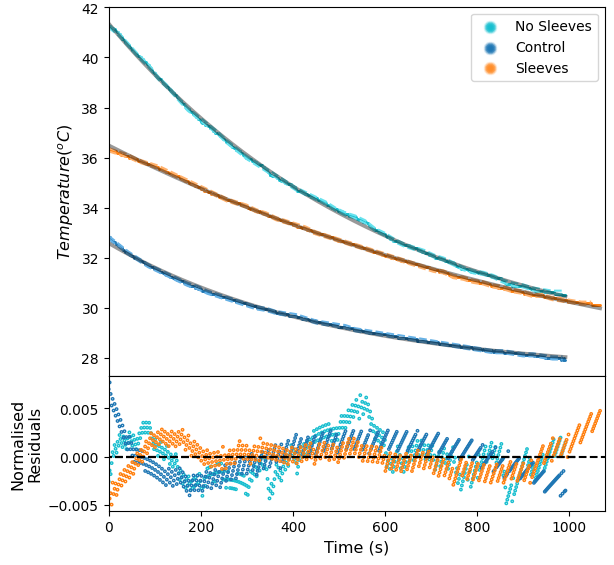 42
40
38
36
34
32
30
28
Temperature(°C)
No Sleeves
Control
Sleeves
0.005
0.000
−0.005
Normalised
Residuals
0
200
400
600
800
1000
Time (s)